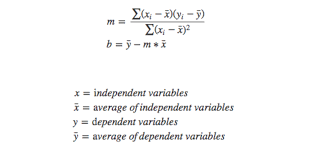 m = ∑(xᵢ − x̄)(yᵢ − ȳ) / ∑(xᵢ − x̄)²
b = ȳ − m ∗ x̄
x = independent variables
x̄ = average of independent variables
y = dependent variables
ȳ = average of dependent variables